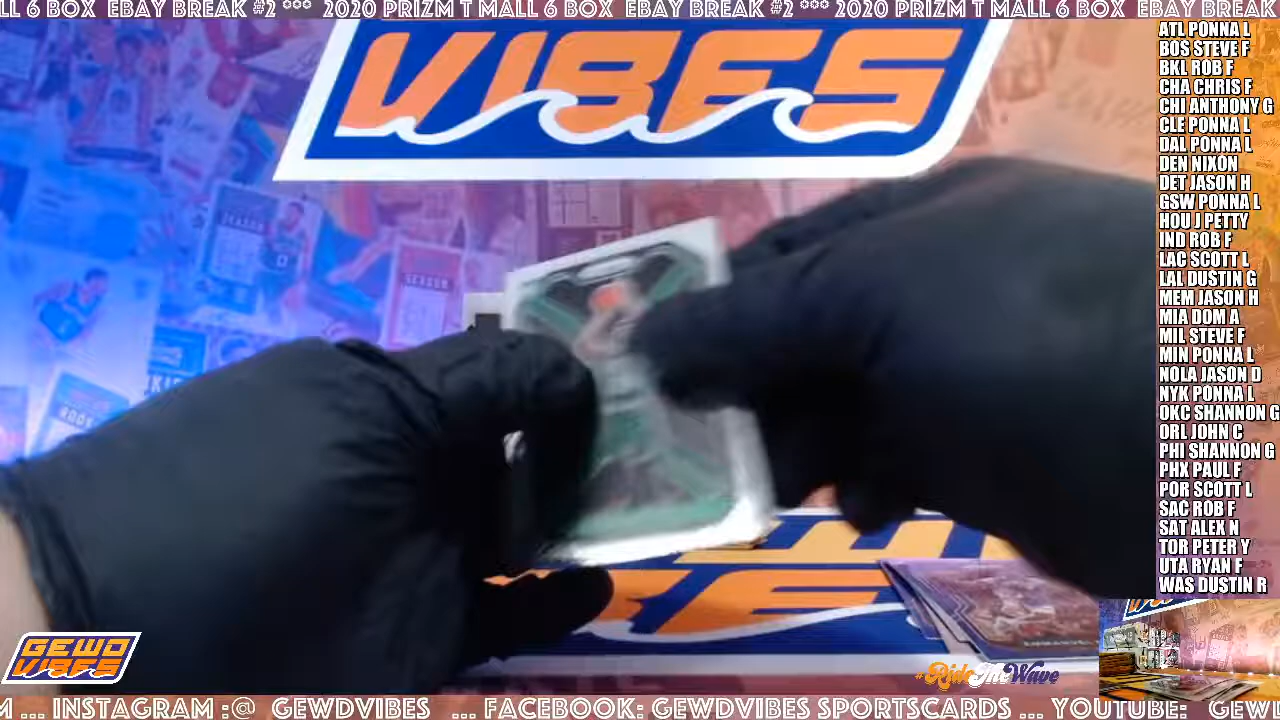 LL 6 BOX  EBAY BREAK #2 ***  2020 PRIZM T MALL 6 BOX  EBAY BREAK #2 *** 2020 PRIZM T MALL 6 BOX  EBAY BREAK
VIBES
ATL PONNA L
BOS STEVE F
BKL ROB F
CHA CHRIS F
CHI ANTHONY G
CLE PONNA L
DAL PONNA L
DEN NIXON
DET JASON H
GSW PONNA L
HOU J PETTY
IND ROB F
LAC SCOTT L
LAL DUSTIN G
MEM JASON H
MIA DOM A
MIL STEVE F
MIN PONNA L
NOLA JASON D
NYK PONNA L
OKC SHANNON G
ORL JOHN C
PHI SHANNON G
PHX PAUL F
POR SCOTT L
SAC ROB F
SAT ALEX N
TOR PETER Y
UTA RYAN F
WAS DUSTIN R
SEASON
SEASON
GEWD
VIBES
#RideTheWave
M ... INSTAGRAM :@  GEWDVIBES  ... FACEBOOK: GEWDVIBES SPORTSCARDS ... YOUTUBE:  GEWD